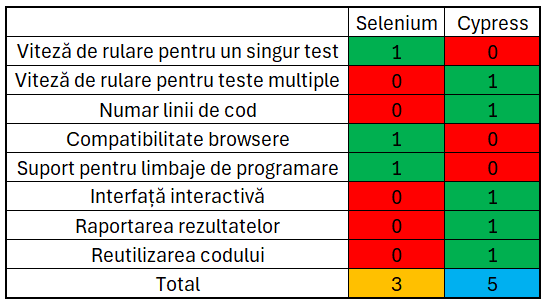 Selenium Cypress
Viteză de rulare pentru un singur test 1 0
Viteză de rulare pentru teste multiple 0 1
Numar linii de cod 0 1
Compatibilitate browsere 1 0
Suport pentru limbaje de programare 1 0
Interfață interactivă 0 1
Raportarea rezultatelor 0 1
Reutilizarea codului 0 1
Total 3 5